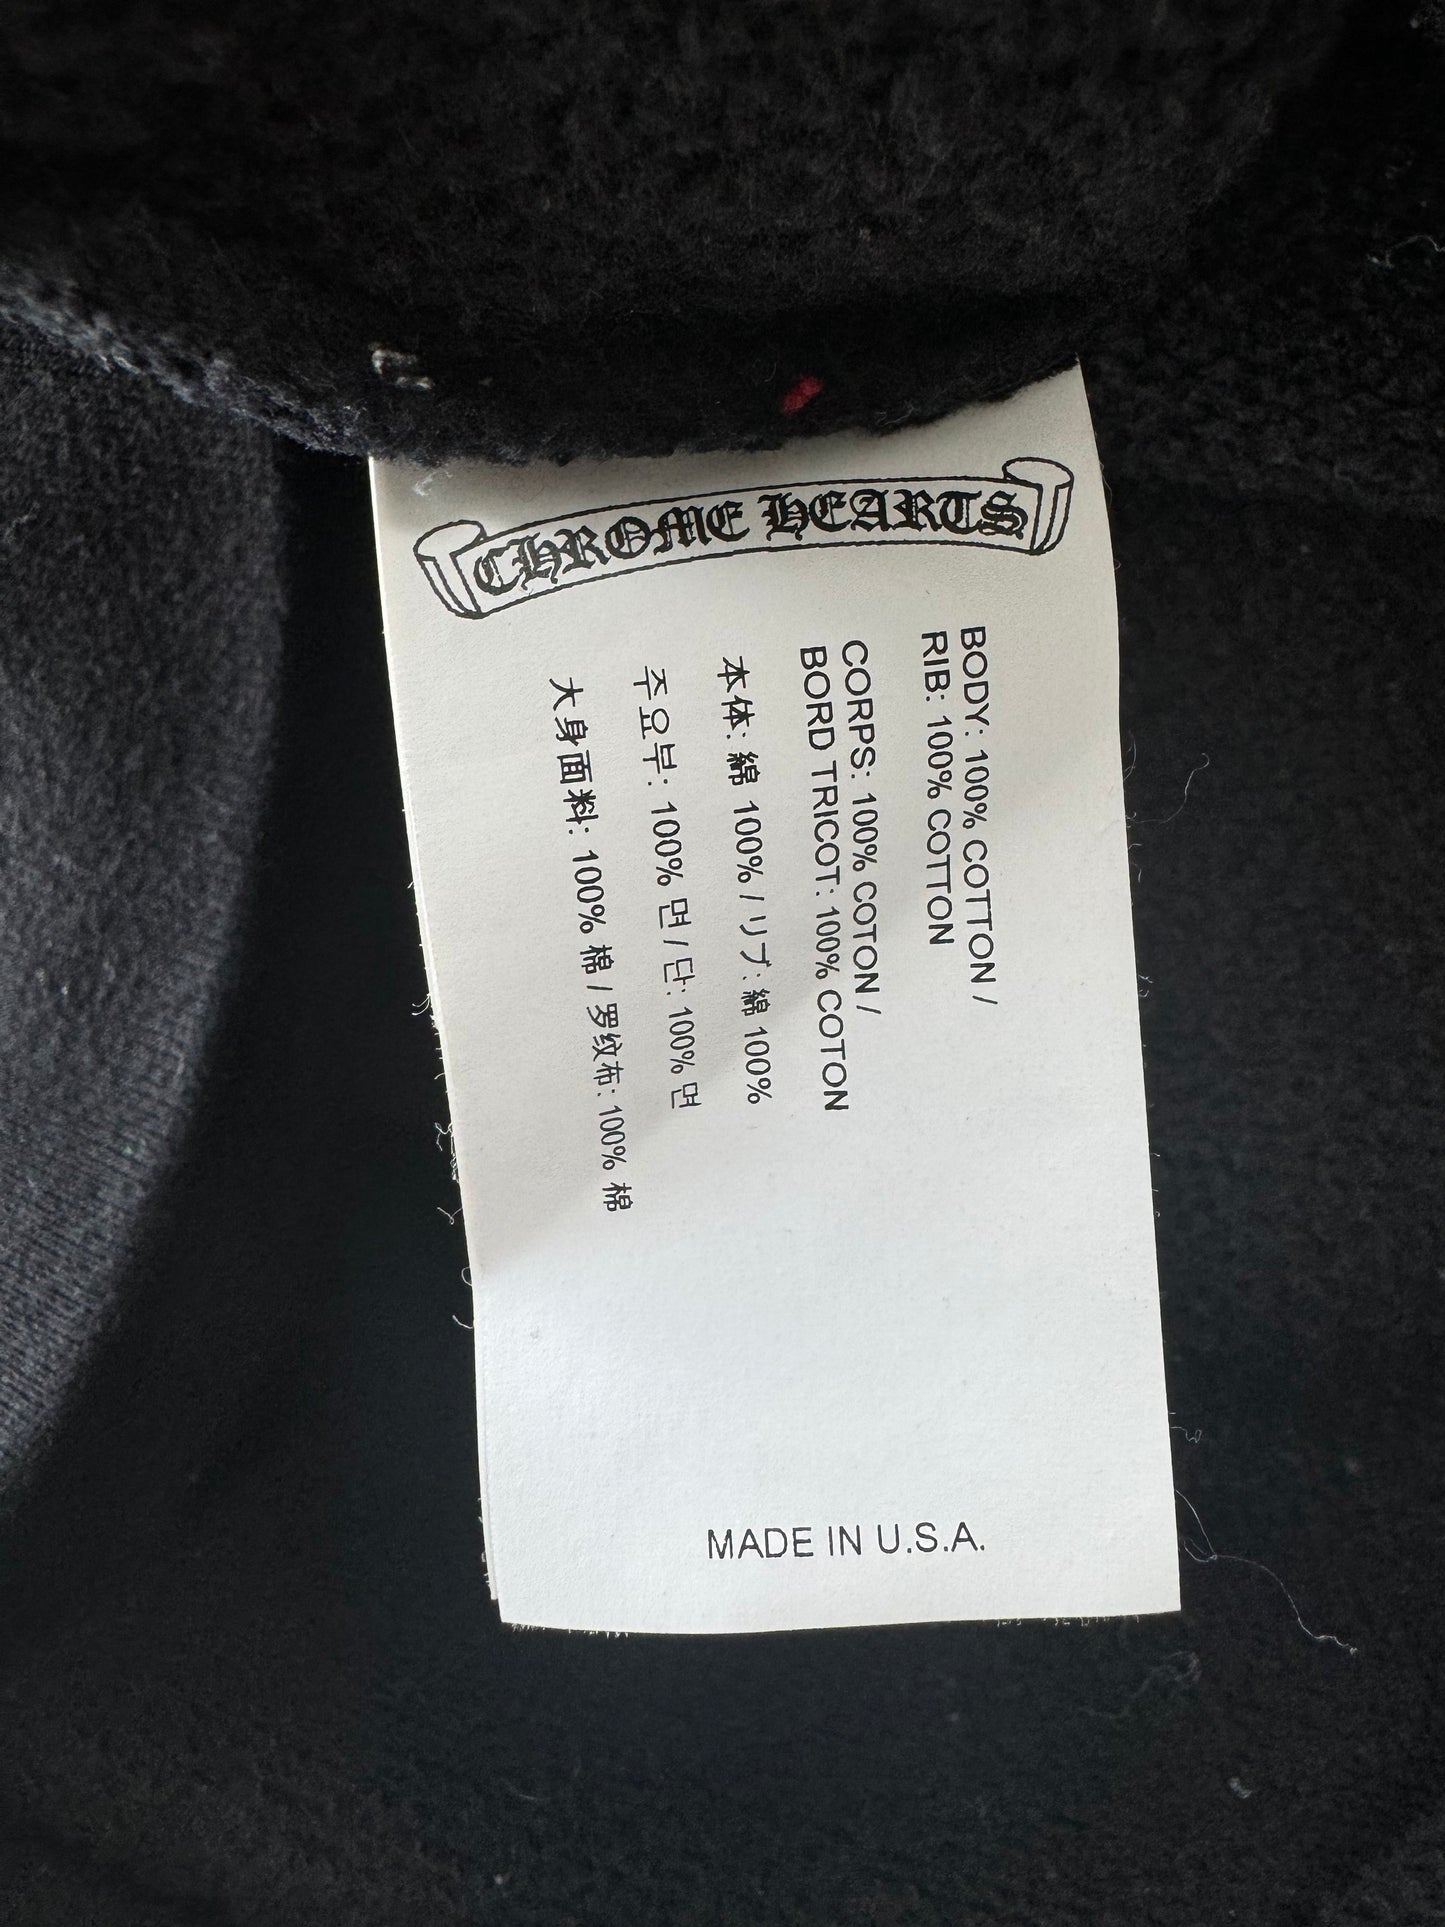 CHROME HEARTS
BODY: 100% COTTON /
RIB: 100% COTTON
CORPS: 100% COTON /
BORD TRICOT: 100% COTON
本体: 綿 100% / リブ: 綿 100%
주요부: 100% 면 / 단: 100% 면
大身面料: 100% 棉 / 罗纹布: 100% 棉
MADE IN U.S.A.